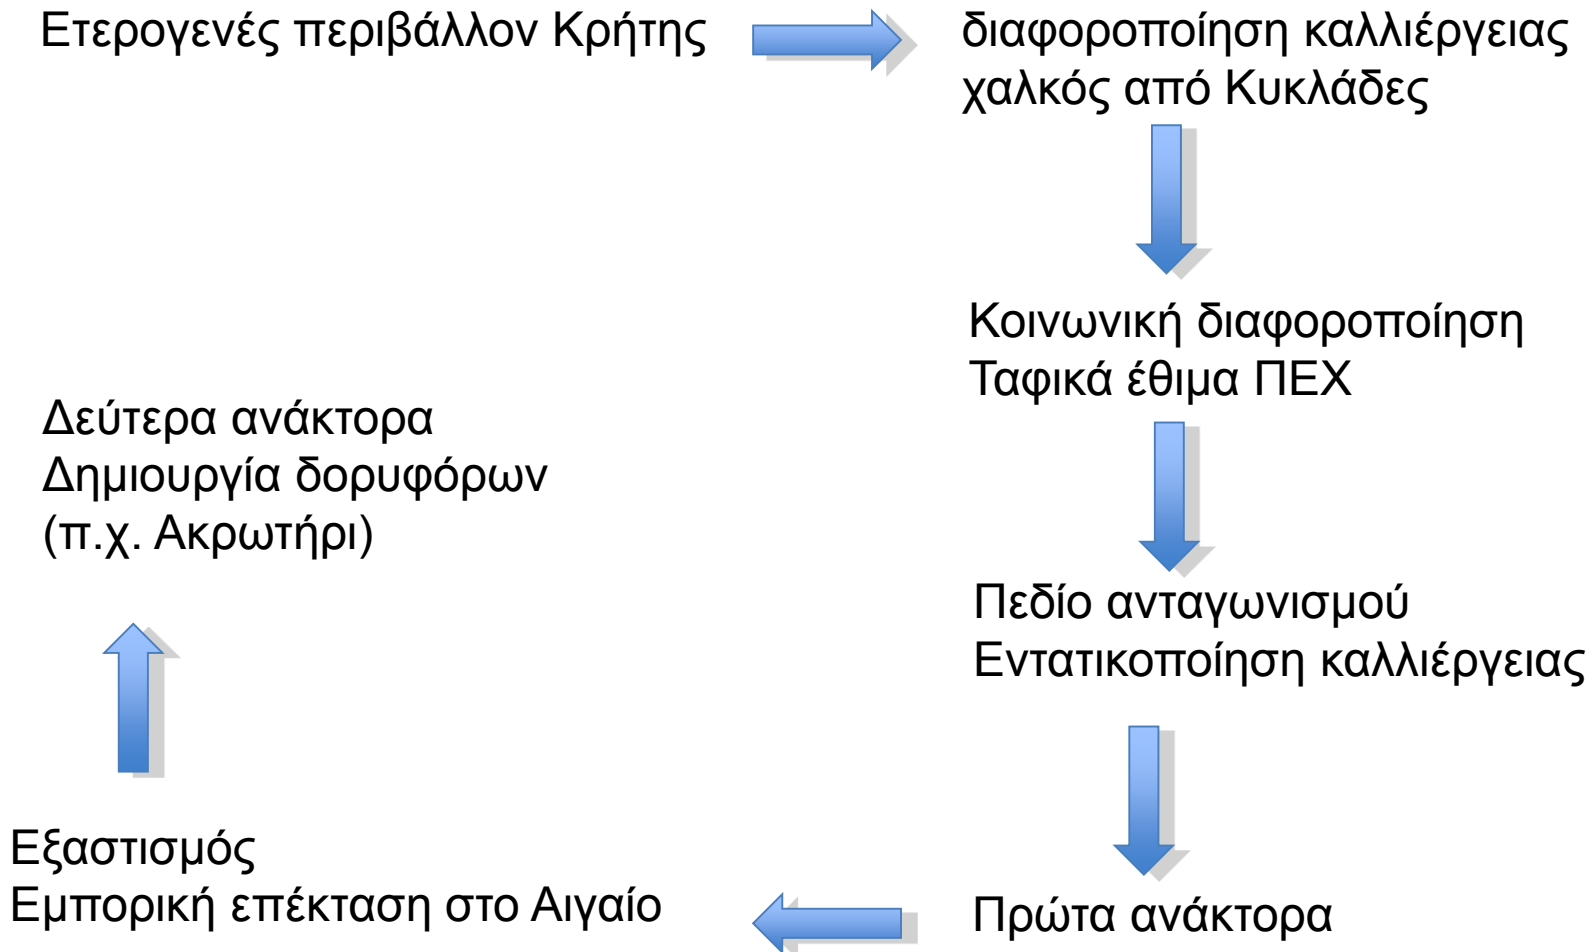 Ετερογενές περιβάλλον Κρήτης
διαφοροποίηση καλλιέργειας
χαλκός από Κυκλάδες
Κοινωνική διαφοροποίηση
Ταφικά έθιμα ΠΕΧ
Πεδίο ανταγωνισμού
Εντατικοποίηση καλλιέργειας
Πρώτα ανάκτορα
Εξαστισμός
Εμπορική επέκταση στο Αιγαίο
Δεύτερα ανάκτορα
Δημιουργία δορυφόρων
(π.χ. Ακρωτήρι)